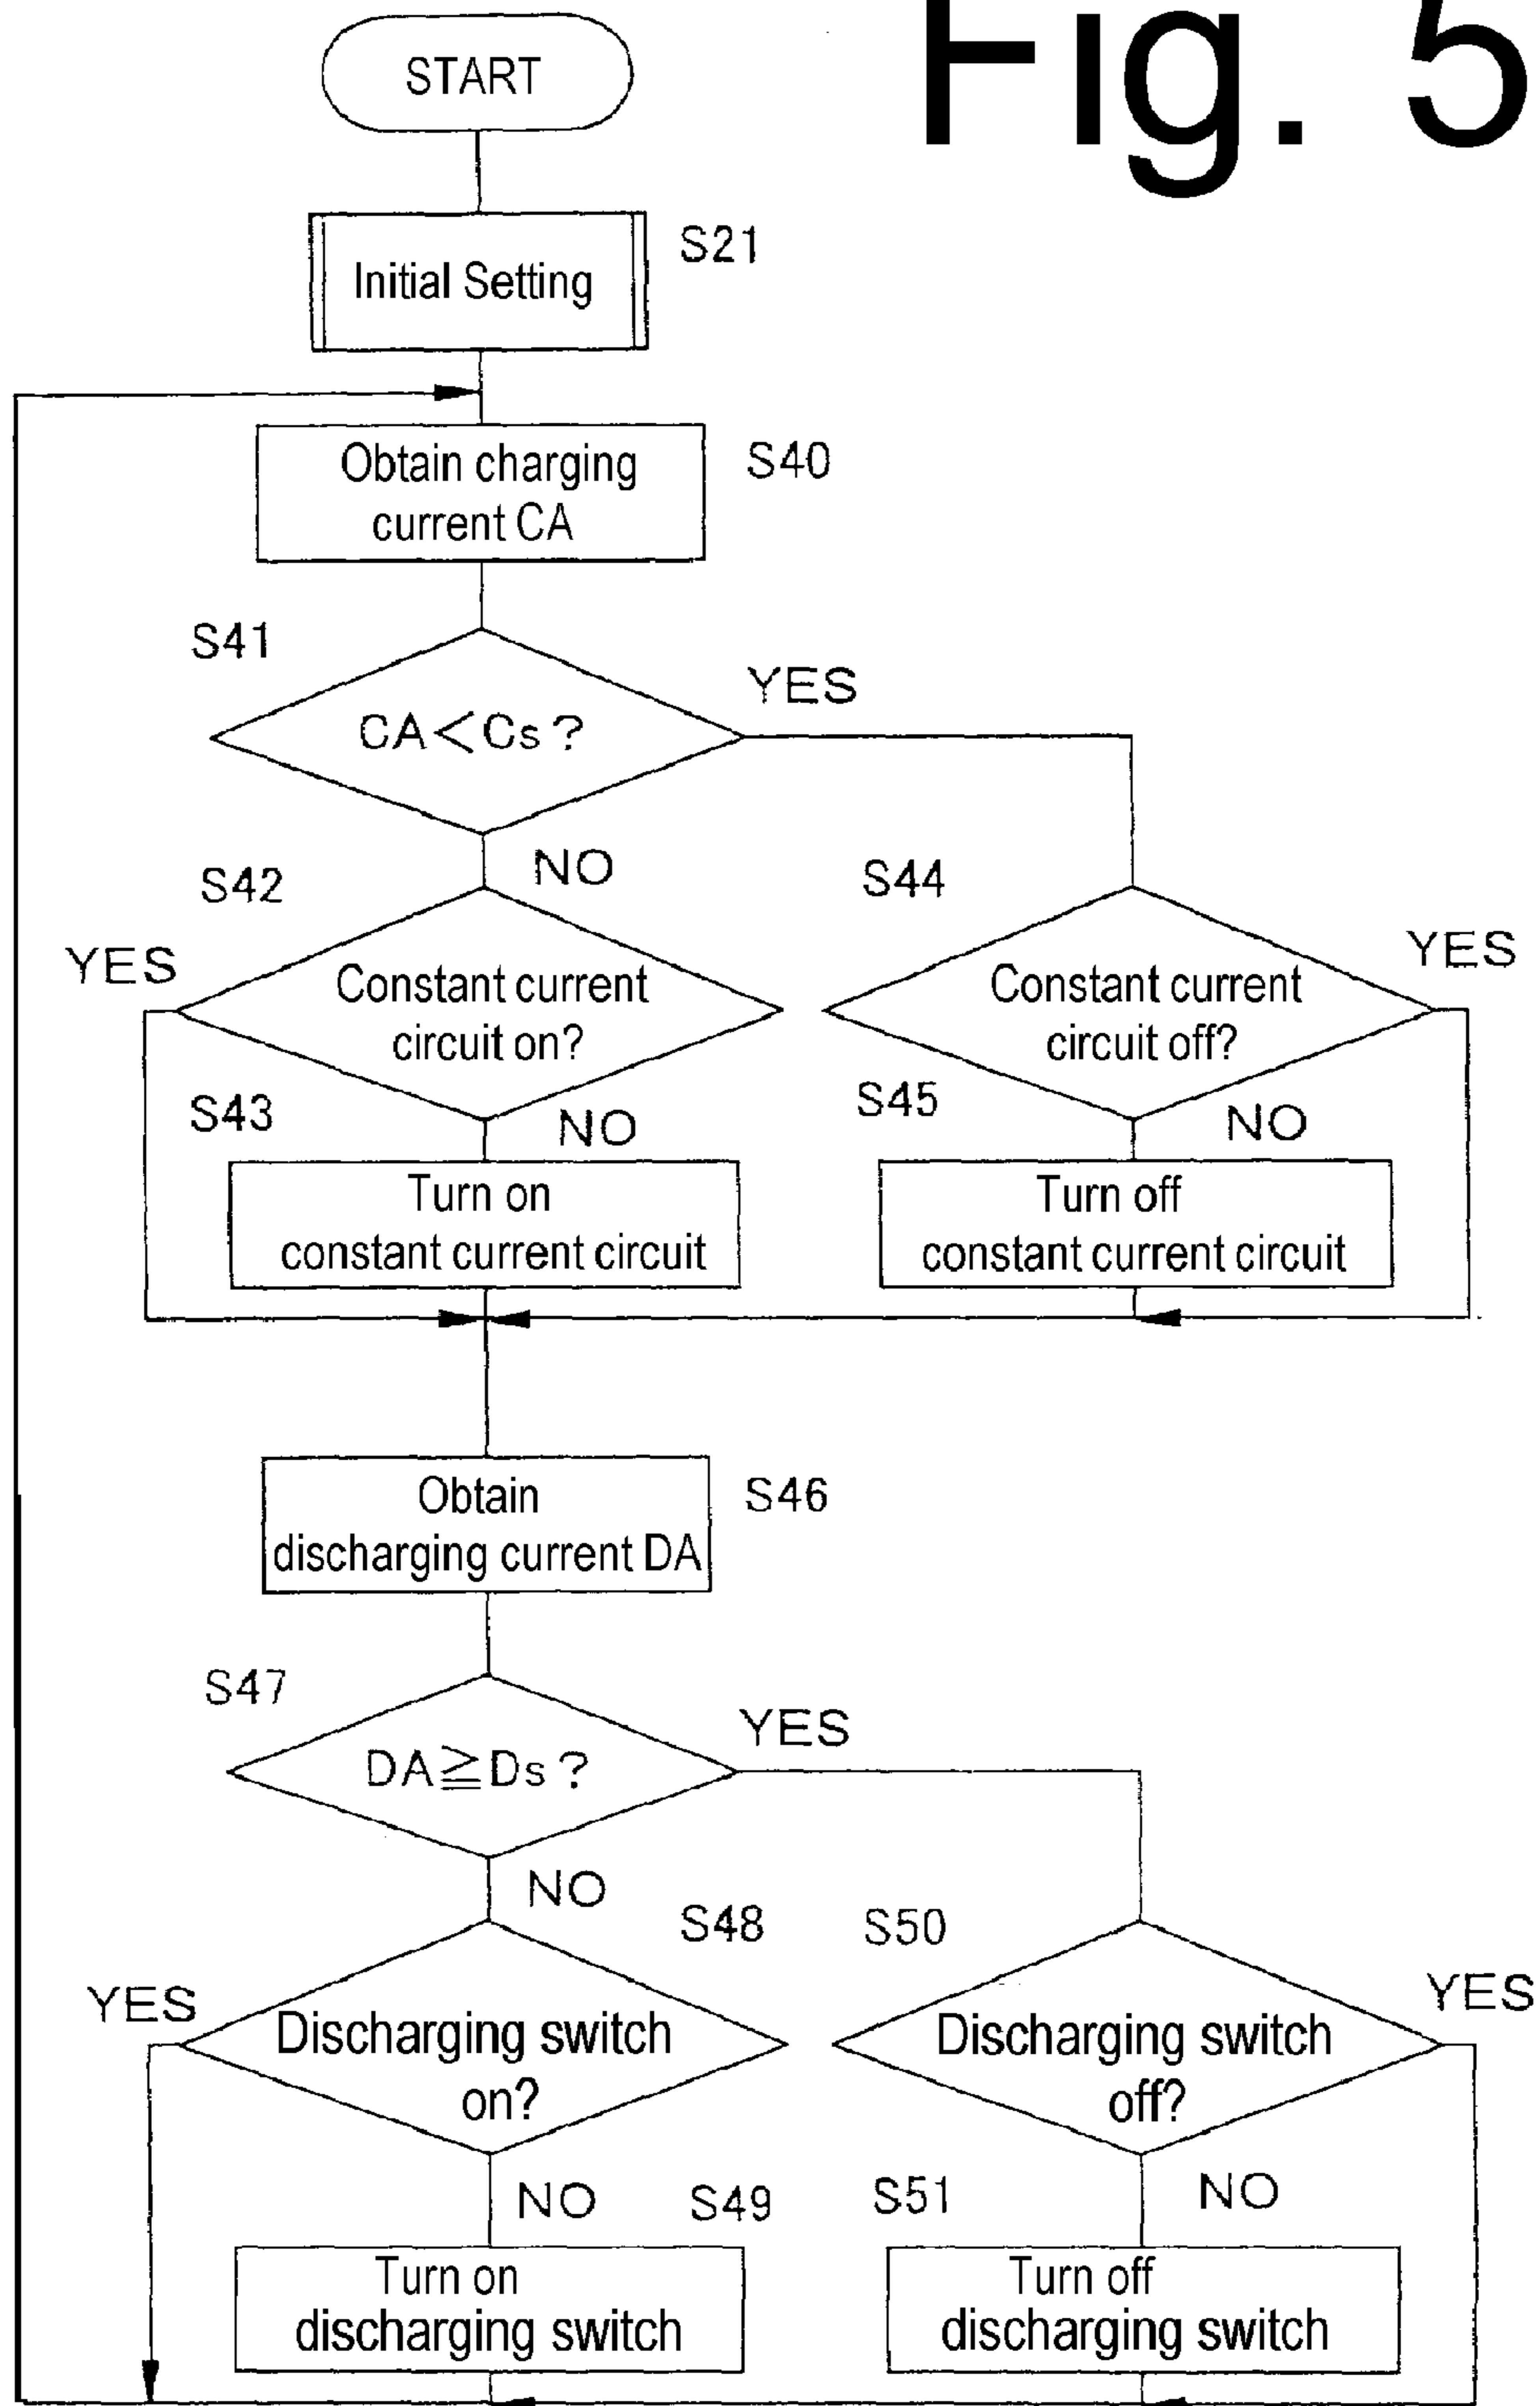 Fig. 5
START
S21
Initial Setting
S40
Obtain charging
current CA
S41
YES
CA<Cs?
NO
S42
S44
YES
YES
Constant current
circuit on?
Constant current
circuit off?
S43
NO
S45
NO
Turn on
constant current circuit
Turn off
constant current circuit
Obtain
discharging current DA
S46
S47
YES
DA≧Ds?
NO
S48
S50
YES
YES
Discharging switch
on?
Discharging switch
off?
NO
S49
S51
NO
Turn on
discharging switch
Turn off
discharging switch